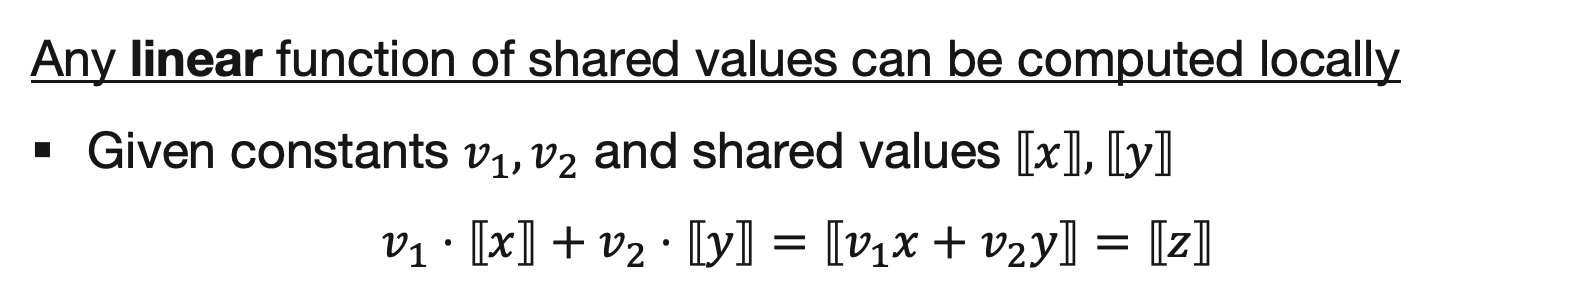 Any linear function of shared values can be computed locally
▪ Given constants 𝑣₁, 𝑣₂ and shared values ⟦𝑥⟧, ⟦𝑦⟧
𝑣₁ · ⟦𝑥⟧ + 𝑣₂ · ⟦𝑦⟧ = ⟦𝑣₁𝑥 + 𝑣₂𝑦⟧ = ⟦𝑧⟧